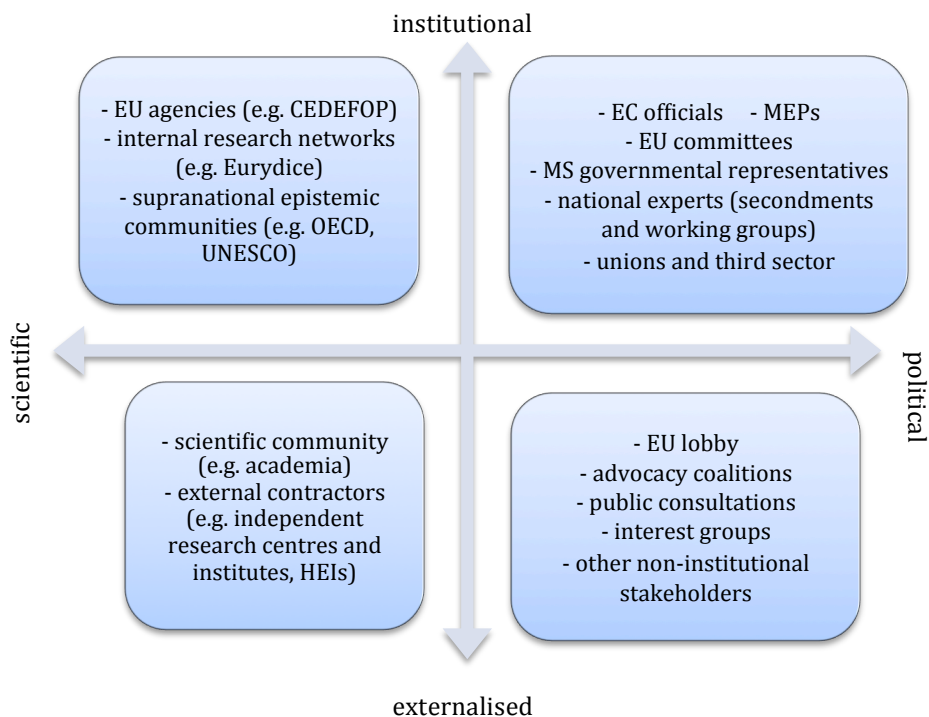 institutional
- EU agencies (e.g. CEDEFOP)
- internal research networks
(e.g. Eurydice)
- supranational epistemic
communities (e.g. OECD,
UNESCO)
- EC officials - MEPs
- EU committees
- MS governmental representatives
- national experts (secondments
and working groups)
- unions and third sector
scientific
political
- scientific community
(e.g. academia)
- external contractors
(e.g. independent
research centres and
institutes, HEIs)
- EU lobby
- advocacy coalitions
- public consultations
- interest groups
- other non-institutional
stakeholders
externalised